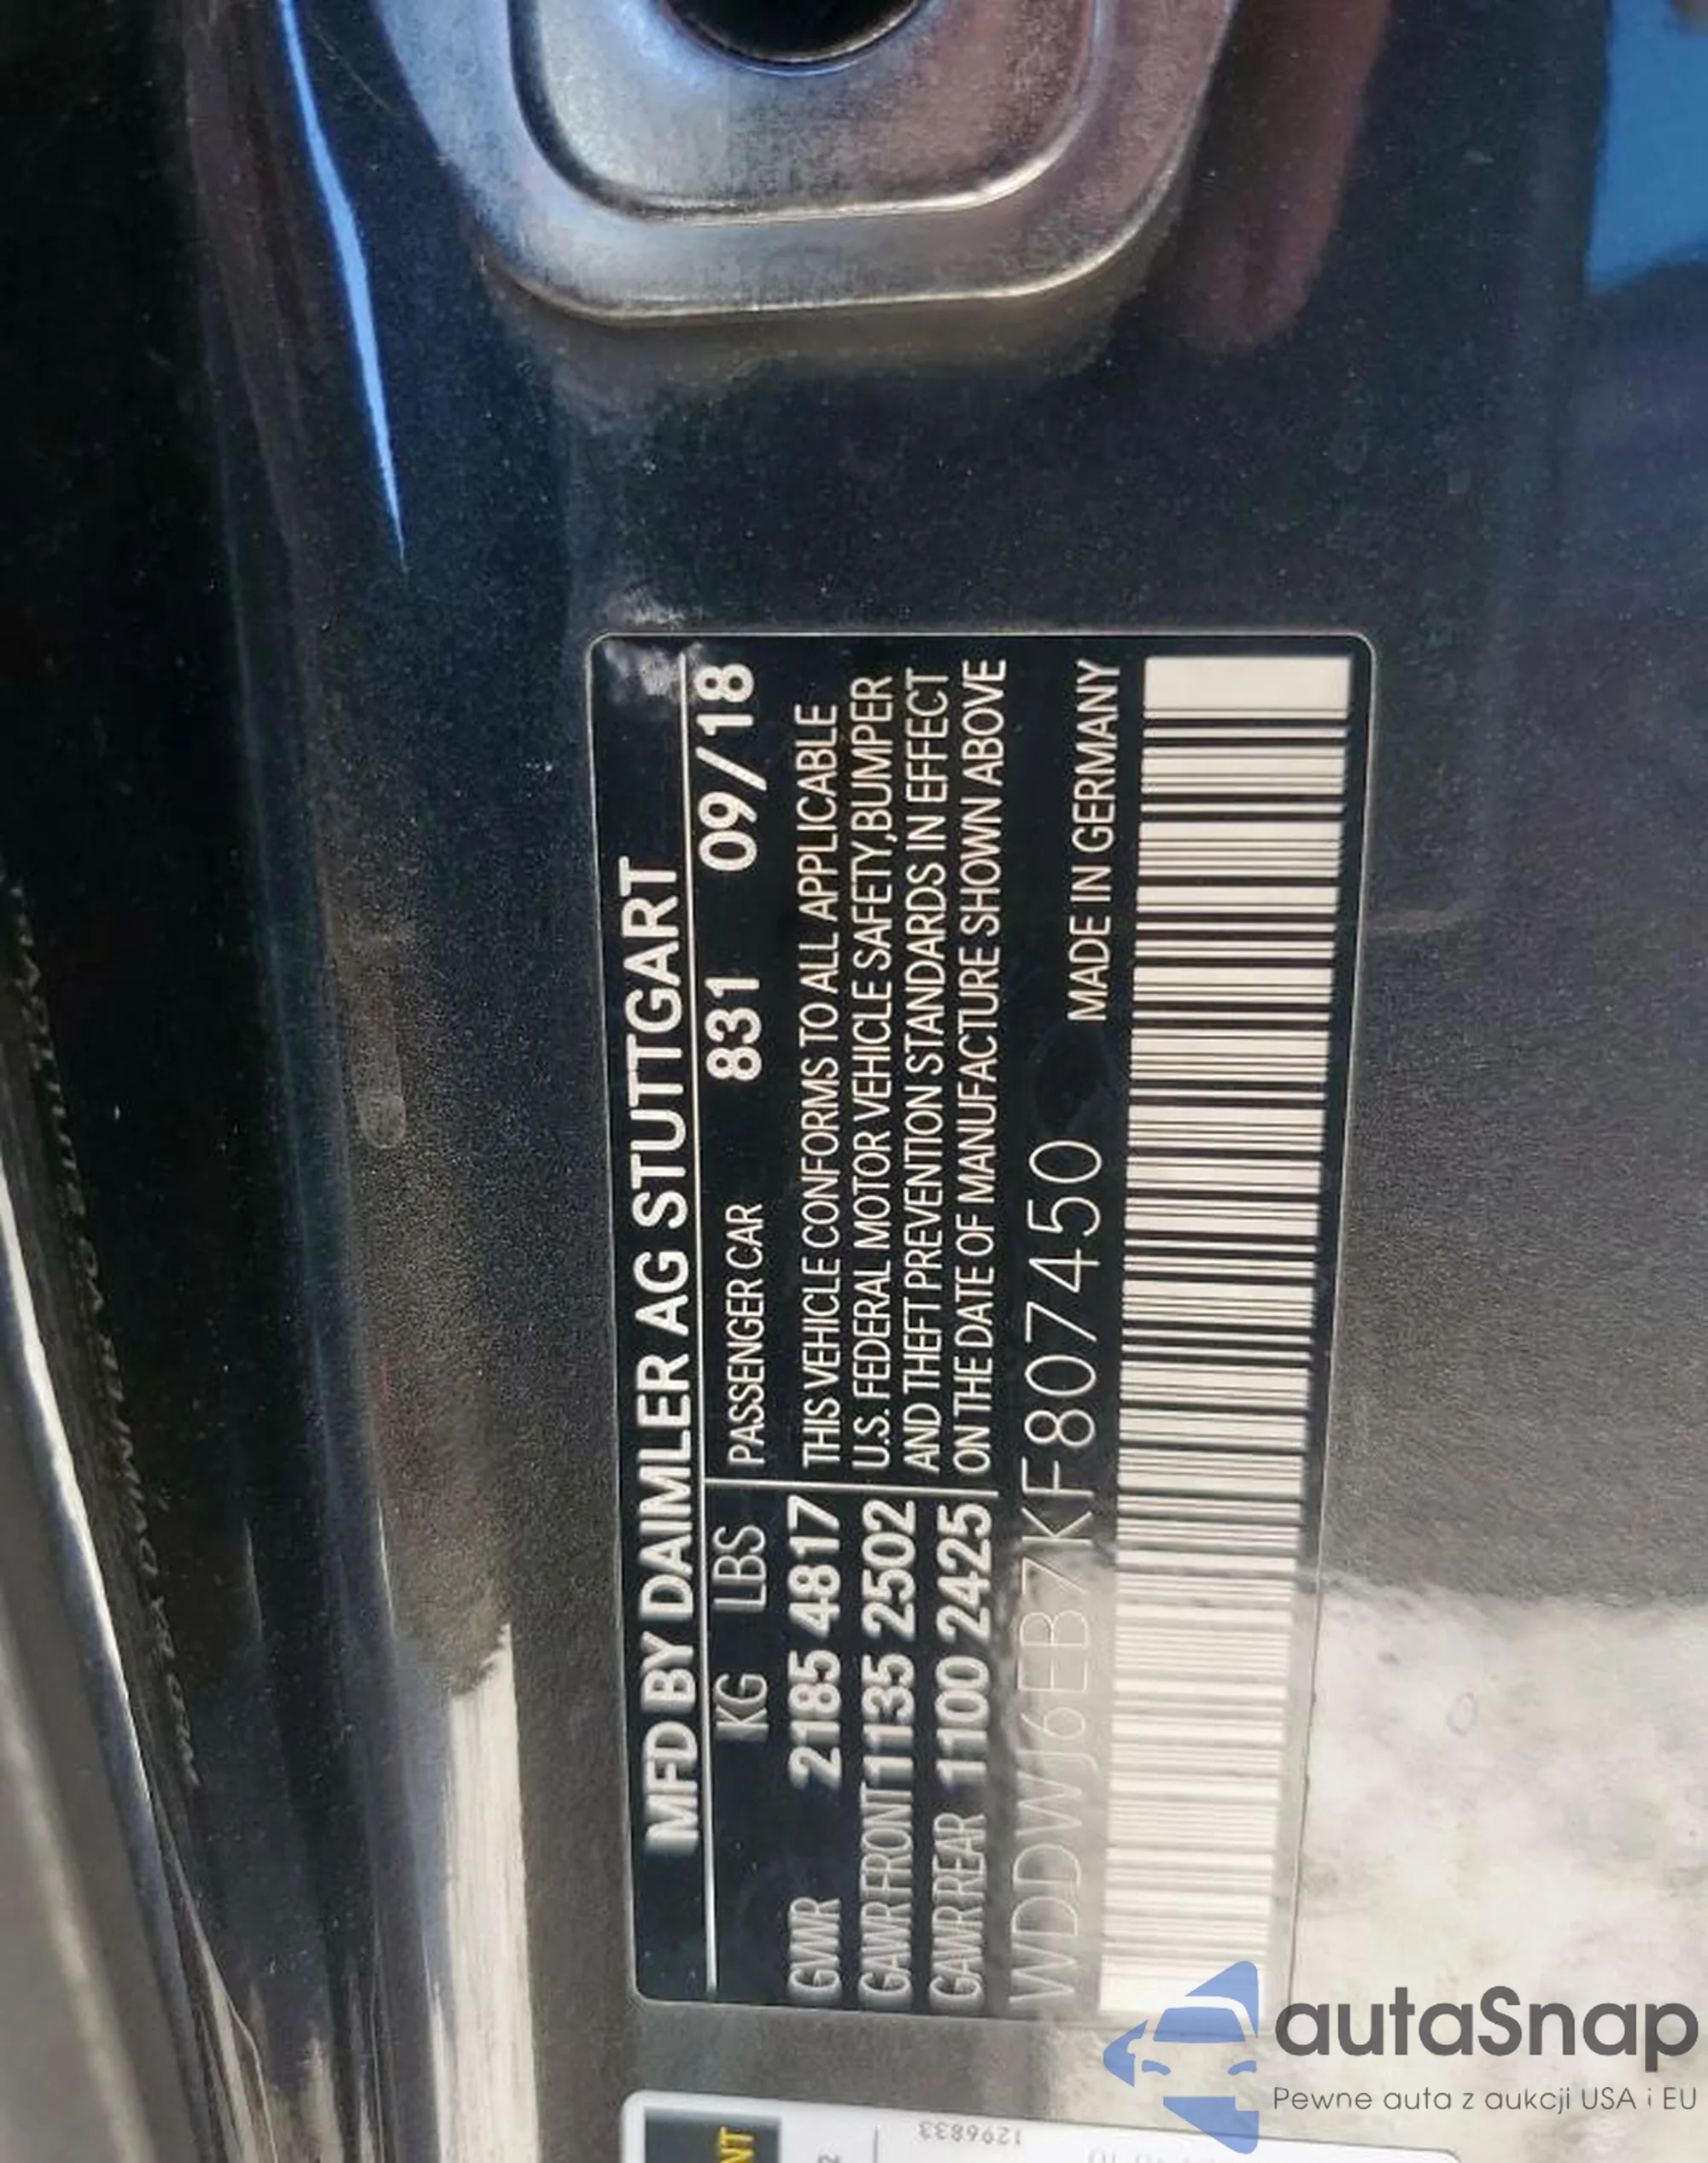 MFD BY DAIMLER AG STUTTGART
KG LBS PASSENGER CAR 831 09/18
GVWR 2185 4817 THIS VEHICLE CONFORMS TO ALL APPLICABLE
GAWR FRONT 1135 2502 U.S. FEDERAL MOTOR VEHICLE SAFETY, BUMPER
GAWR REAR 1100 2425 AND THEFT PREVENTION STANDARDS IN EFFECT
ON THE DATE OF MANUFACTURE SHOWN ABOVE
WDDWJ6EB7KF807450 MADE IN GERMANY
autaSnap
Pewne auta z aukcji USA i EU
1296833